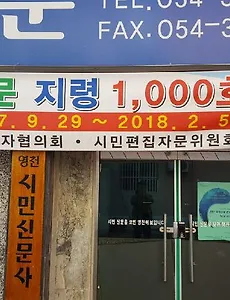 문
TEL. 054-
FAX. 054-3
문 지령 1,000호
7. 9. 29 ~ 2018. 2. 5
자협의회 · 시민편집자문위원회
영천
시민신문사